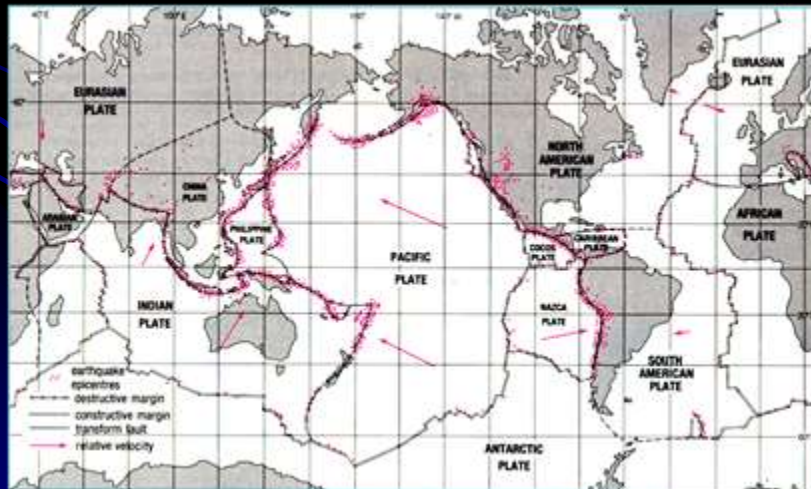 40°E
180°
EURASIAN
PLATE
CHINA
PLATE
ARABIAN
PLATE
PHILIPPINE
PLATE
INDIAN
PLATE
PACIFIC
PLATE
NORTH
AMERICAN
PLATE
CARIBBEAN
PLATE
COCOS
PLATE
NAZCA
PLATE
SOUTH
AMERICAN
PLATE
EURASIAN
PLATE
AFRICAN
PLATE
ANTARCTIC
PLATE
earthquake
epicentres
destructive margin
constructive margin
transform fault
relative velocity